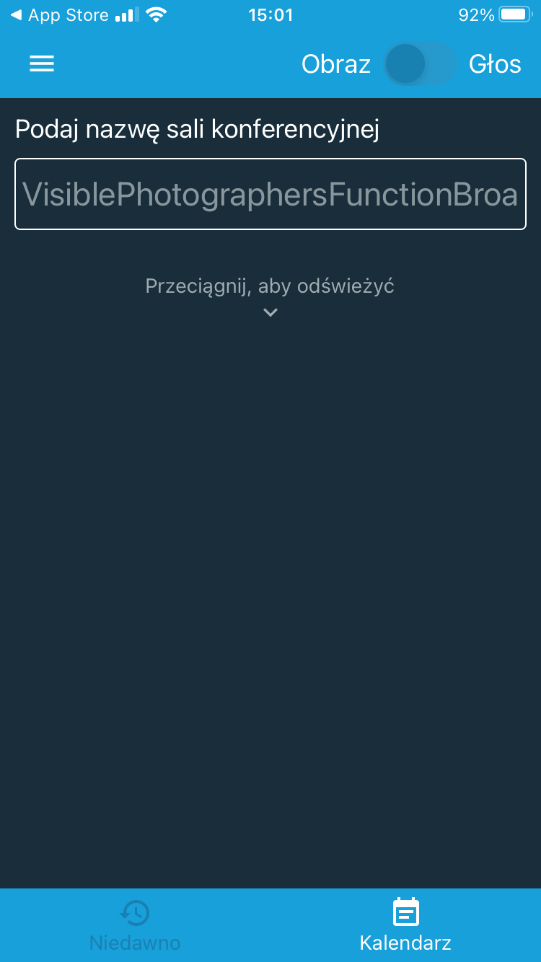 App Store 15:01 92%
Obraz Głos
Podaj nazwę sali konferencyjnej
VisiblePhotographersFunctionBroa
Przeciągnij, aby odświeżyć
Niedawno Kalendarz